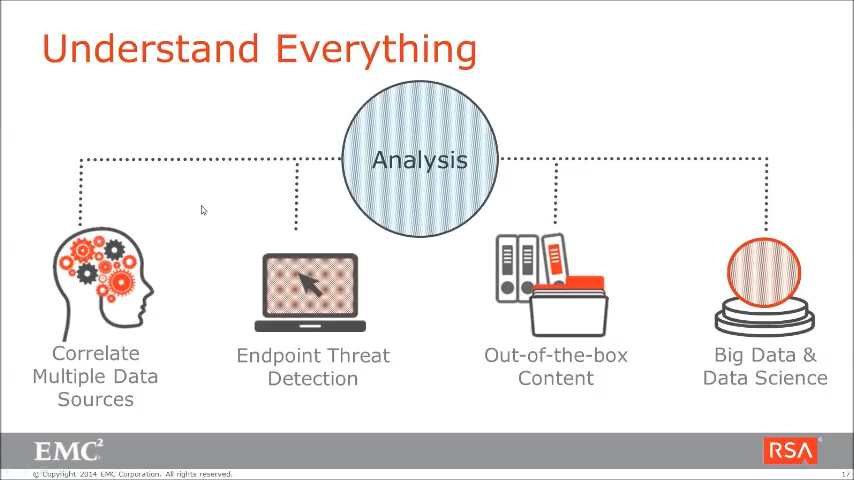 Understand Everything
Analysis
Correlate
Multiple Data
Sources
Endpoint Threat
Detection
Out-of-the-box
Content
Big Data &
Data Science
EMC²
RSA
© Copyright 2014 EMC Corporation. All rights reserved.
17